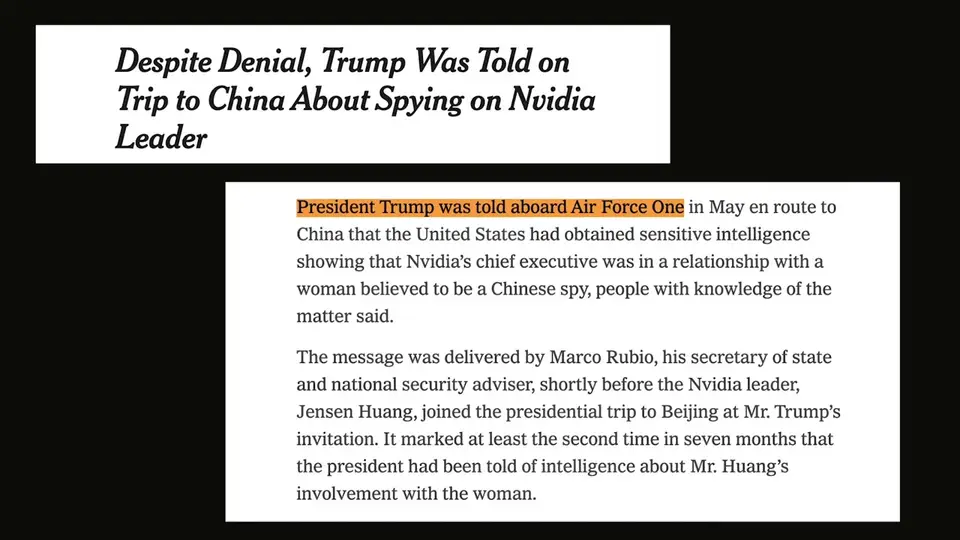 Despite Denial, Trump Was Told on
Trip to China About Spying on Nvidia
Leader
President Trump was told aboard Air Force One in May en route to
China that the United States had obtained sensitive intelligence
showing that Nvidia’s chief executive was in a relationship with a
woman believed to be a Chinese spy, people with knowledge of the
matter said.
The message was delivered by Marco Rubio, his secretary of state
and national security adviser, shortly before the Nvidia leader,
Jensen Huang, joined the presidential trip to Beijing at Mr. Trump’s
invitation. It marked at least the second time in seven months that
the president had been told of intelligence about Mr. Huang’s
involvement with the woman.